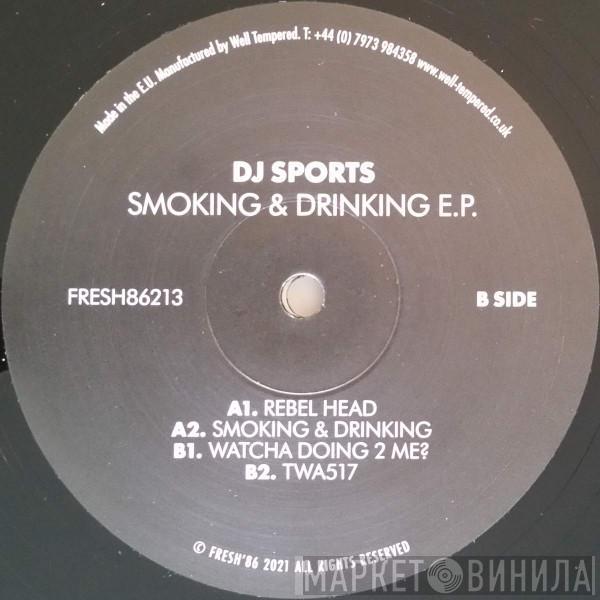 Made in the E.U. Manufactured by Well Tempered. T: +44 (0) 7973 984358 www.well-tempered.co.uk
DJ SPORTS
SMOKING & DRINKING E.P.
FRESH86213
B SIDE
A1. REBEL HEAD
A2. SMOKING & DRINKING
B1. WATCHA DOING 2 ME?
B2. TWA517
© FRESH'86 2021 ALL RIGHTS RESERVED
МАРКЕТ ВИНИЛА